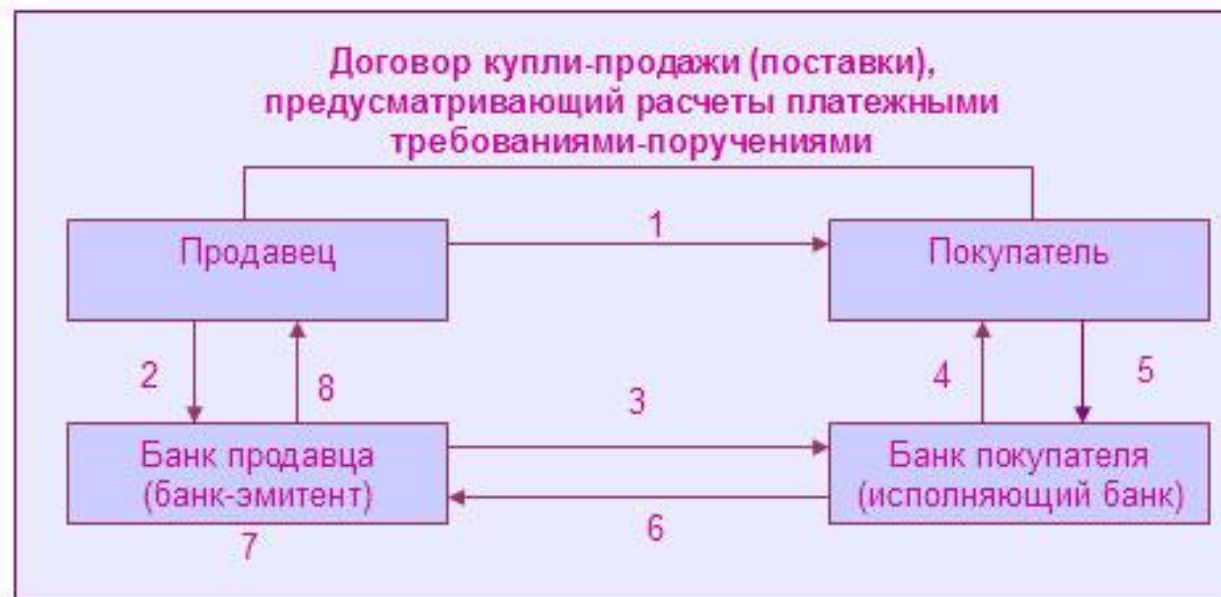 Договор купли-продажи (поставки),
предусматривающий расчеты платежными
требованиями-поручениями
1
Продавец
Покупатель
2
8
3
4
5
Банк продавца
(банк-эмитент)
Банк покупателя
(исполняющий банк)
6
7